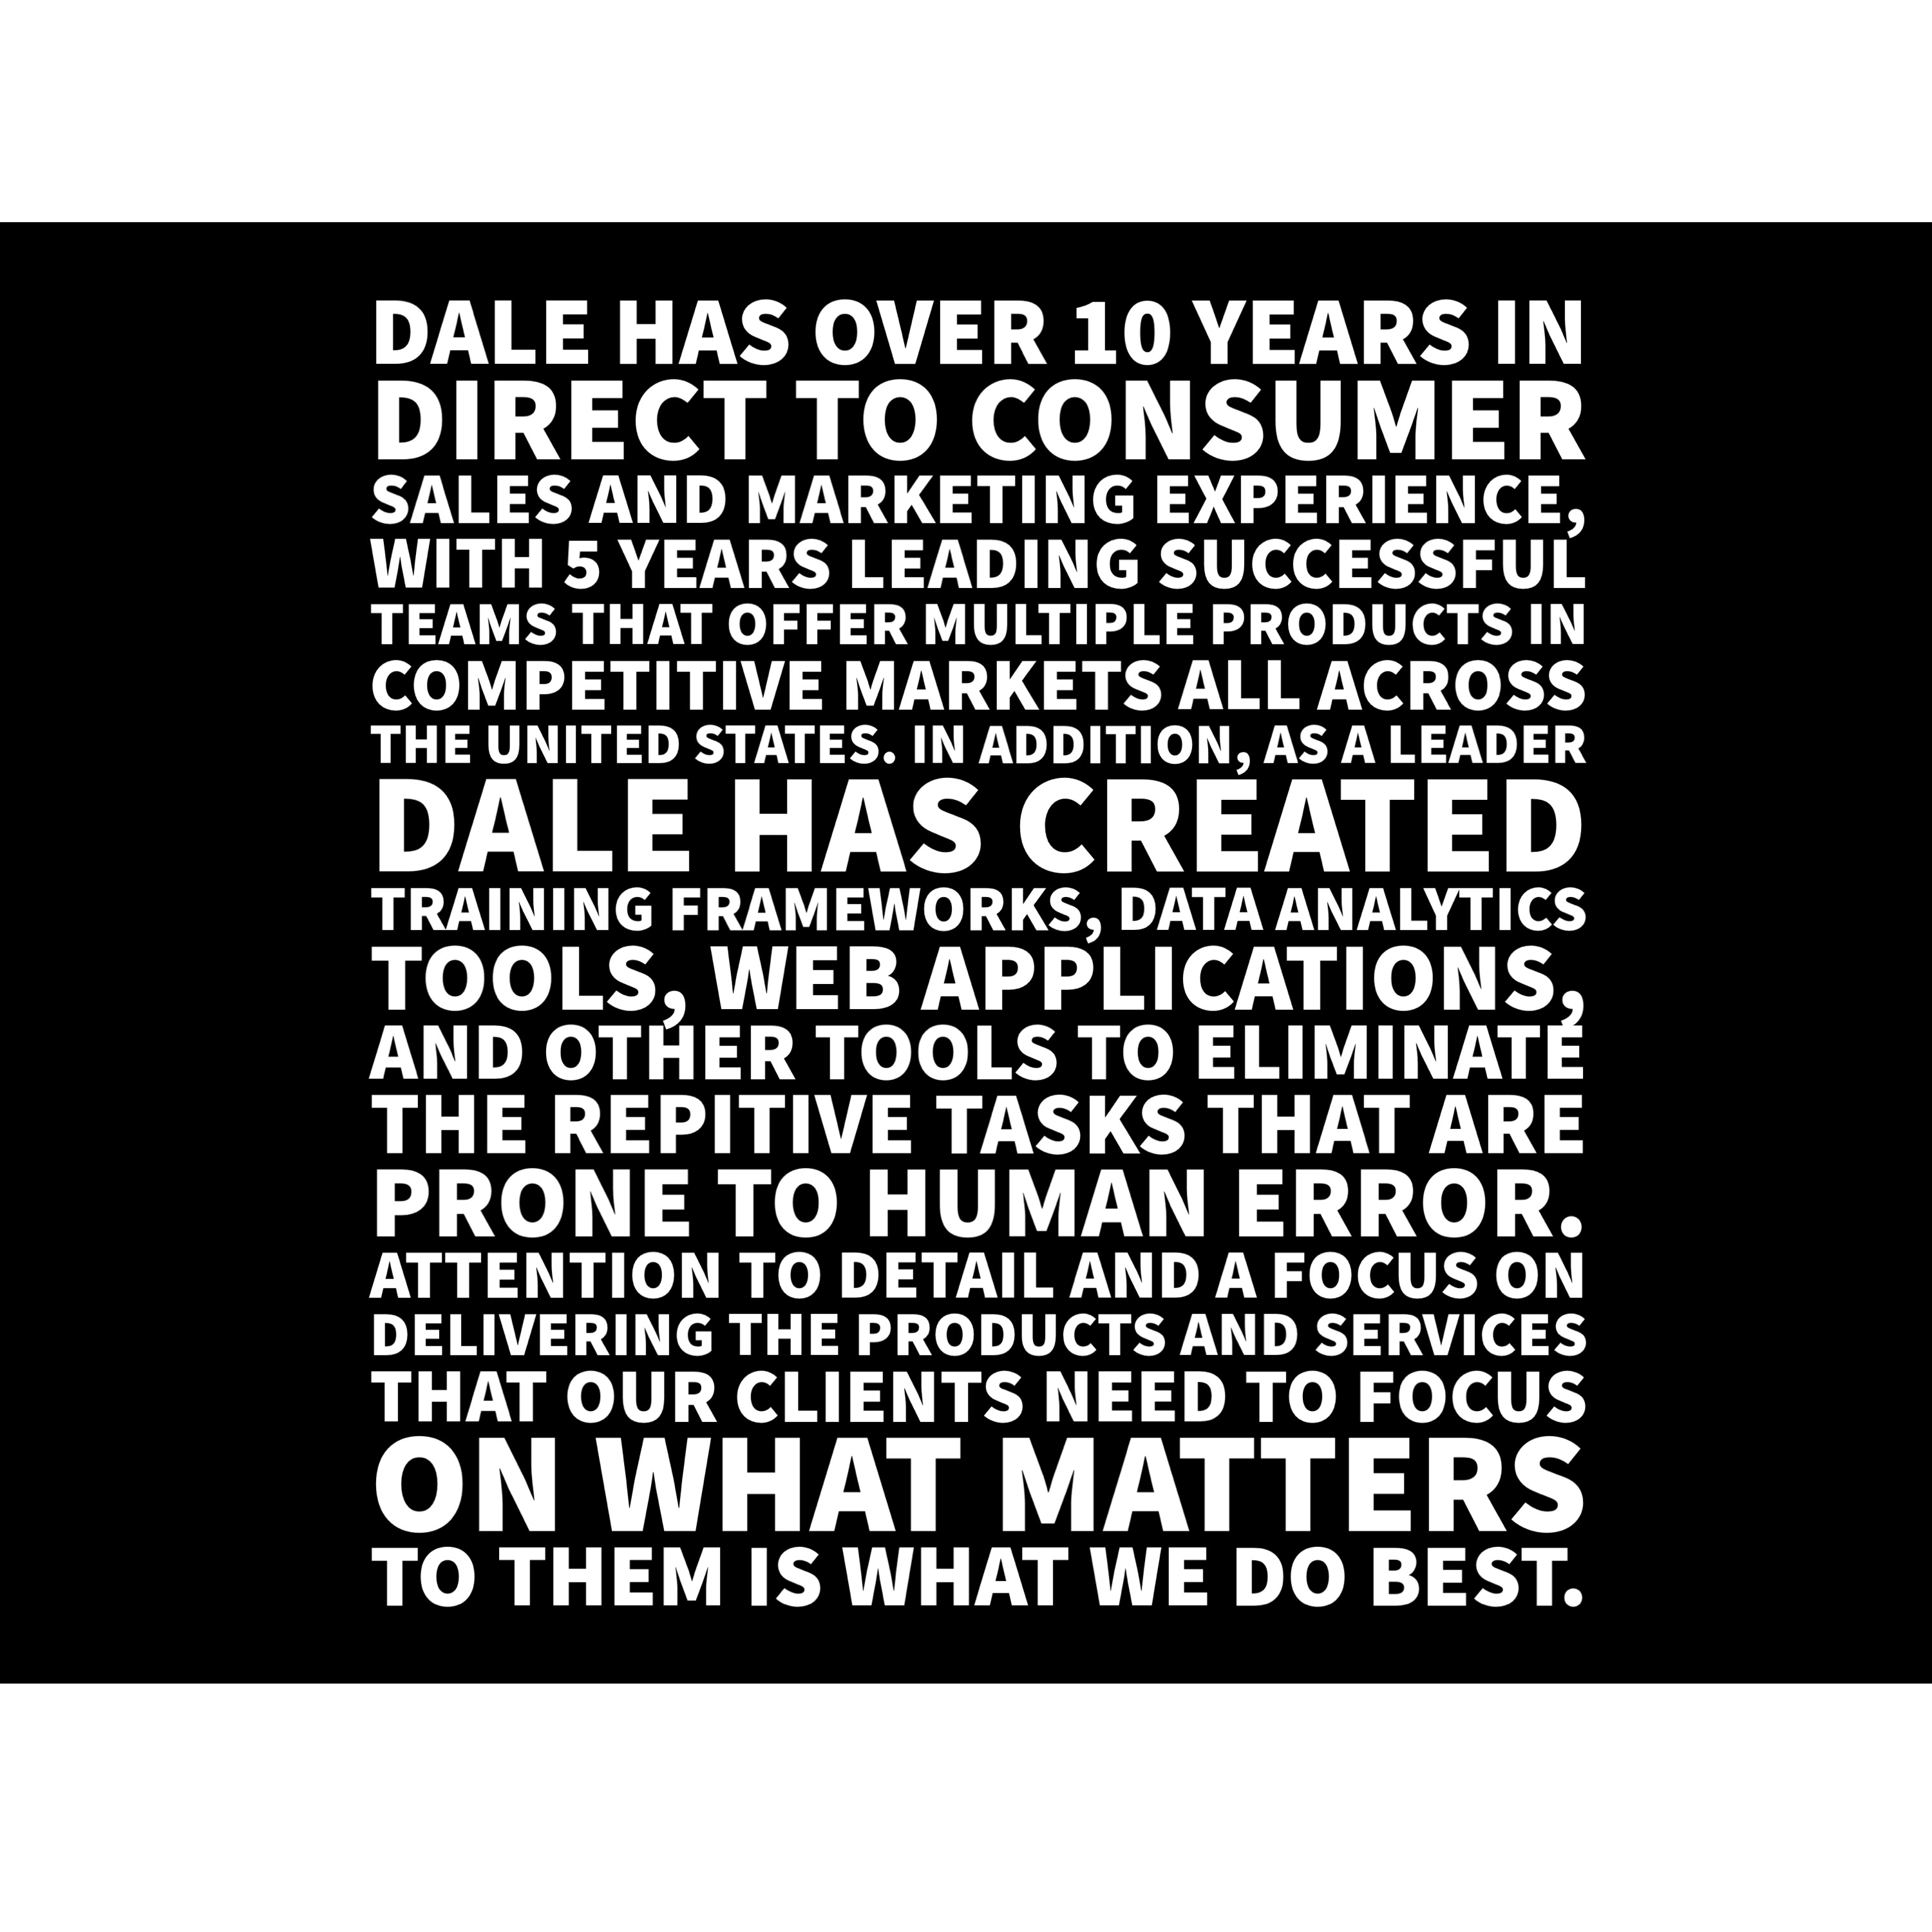 DALE HAS OVER 10 YEARS IN
DIRECT TO CONSUMER
SALES AND MARKETING EXPERIENCE,
WITH 5 YEARS LEADING SUCCESSFUL
TEAMS THAT OFFER MULTIPLE PRODUCTS IN
COMPETITIVE MARKETS ALL ACROSS
THE UNITED STATES. IN ADDITION, AS A LEADER
DALE HAS CREATED
TRAINING FRAMEWORKS, DATA ANALYTICS
TOOLS, WEB APPLICATIONS,
AND OTHER TOOLS TO ELIMINATE
THE REPITIVE TASKS THAT ARE
PRONE TO HUMAN ERROR.
ATTENTION TO DETAIL AND A FOCUS ON
DELIVERING THE PRODUCTS AND SERVICES
THAT OUR CLIENTS NEED TO FOCUS
ON WHAT MATTERS
TO THEM IS WHAT WE DO BEST.